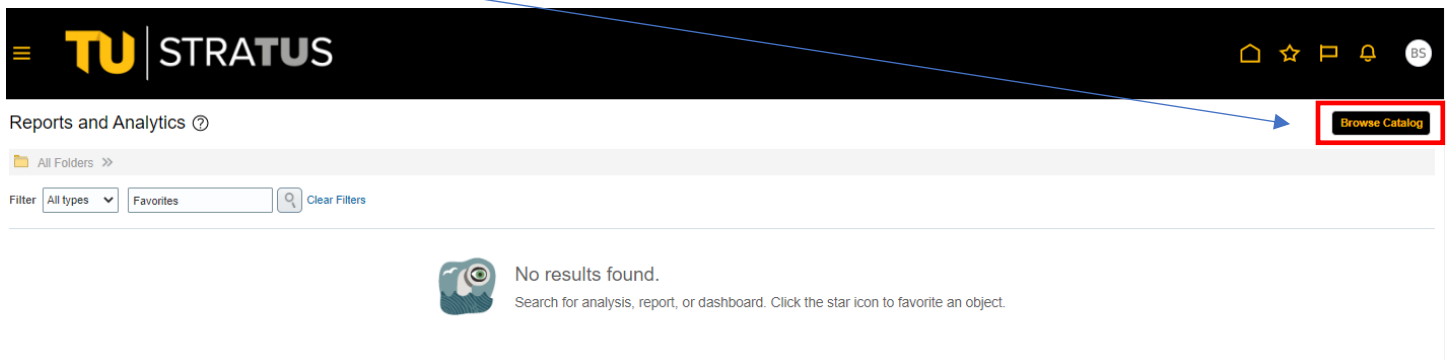 TU STRATUS
BS
Reports and Analytics ?
Browse Catalog
All Folders »
Filter All types Favorites Clear Filters
No results found.
Search for analysis, report, or dashboard. Click the star icon to favorite an object.